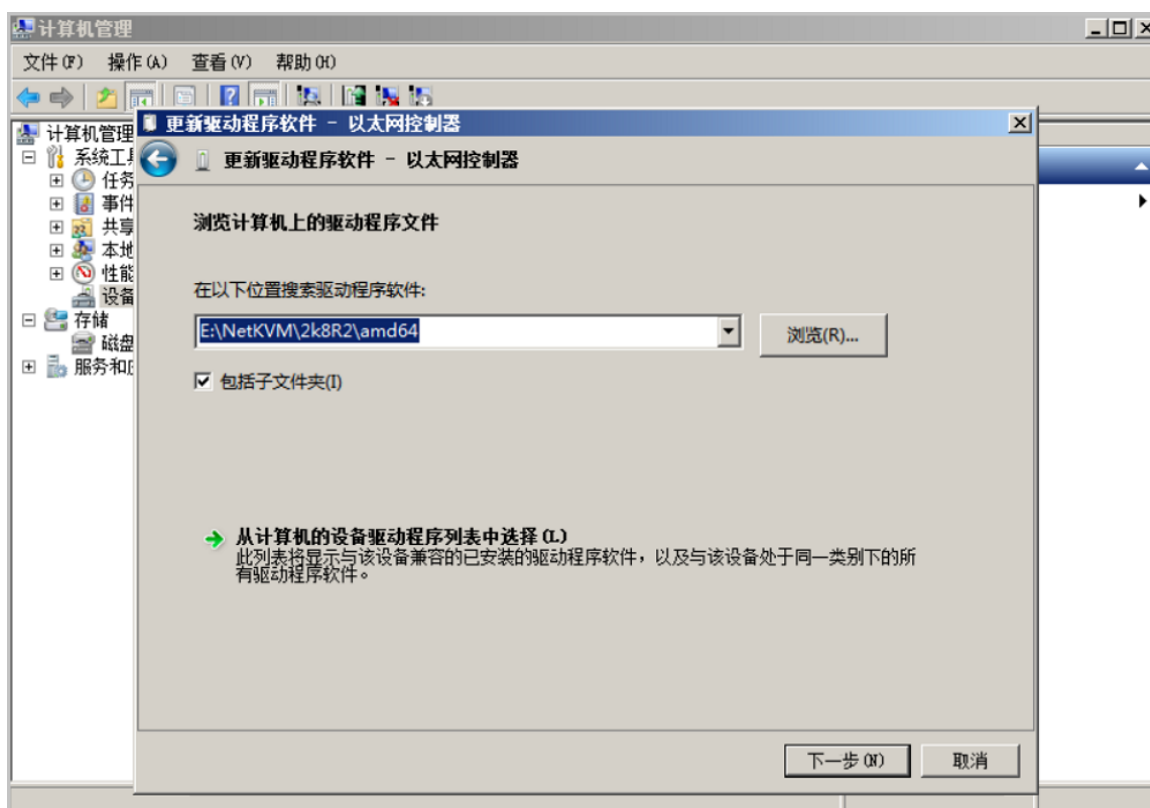 计算机管理
文件(F) 操作(A) 查看(V) 帮助(H)
计算机管理
系统工
任务
事件
共享
本地
性能
设备
存储
磁盘
服务和
更新驱动程序软件 - 以太网控制器
更新驱动程序软件 - 以太网控制器
浏览计算机上的驱动程序文件
在以下位置搜索驱动程序软件:
E:\NetKVM\2k8R2\amd64
浏览(R)...
包括子文件夹(I)
从计算机的设备驱动程序列表中选择(L)
此列表将显示与该设备兼容的已安装的驱动程序软件，以及与该设备处于同一类别下的所
有驱动程序软件。
下一步(N)
取消